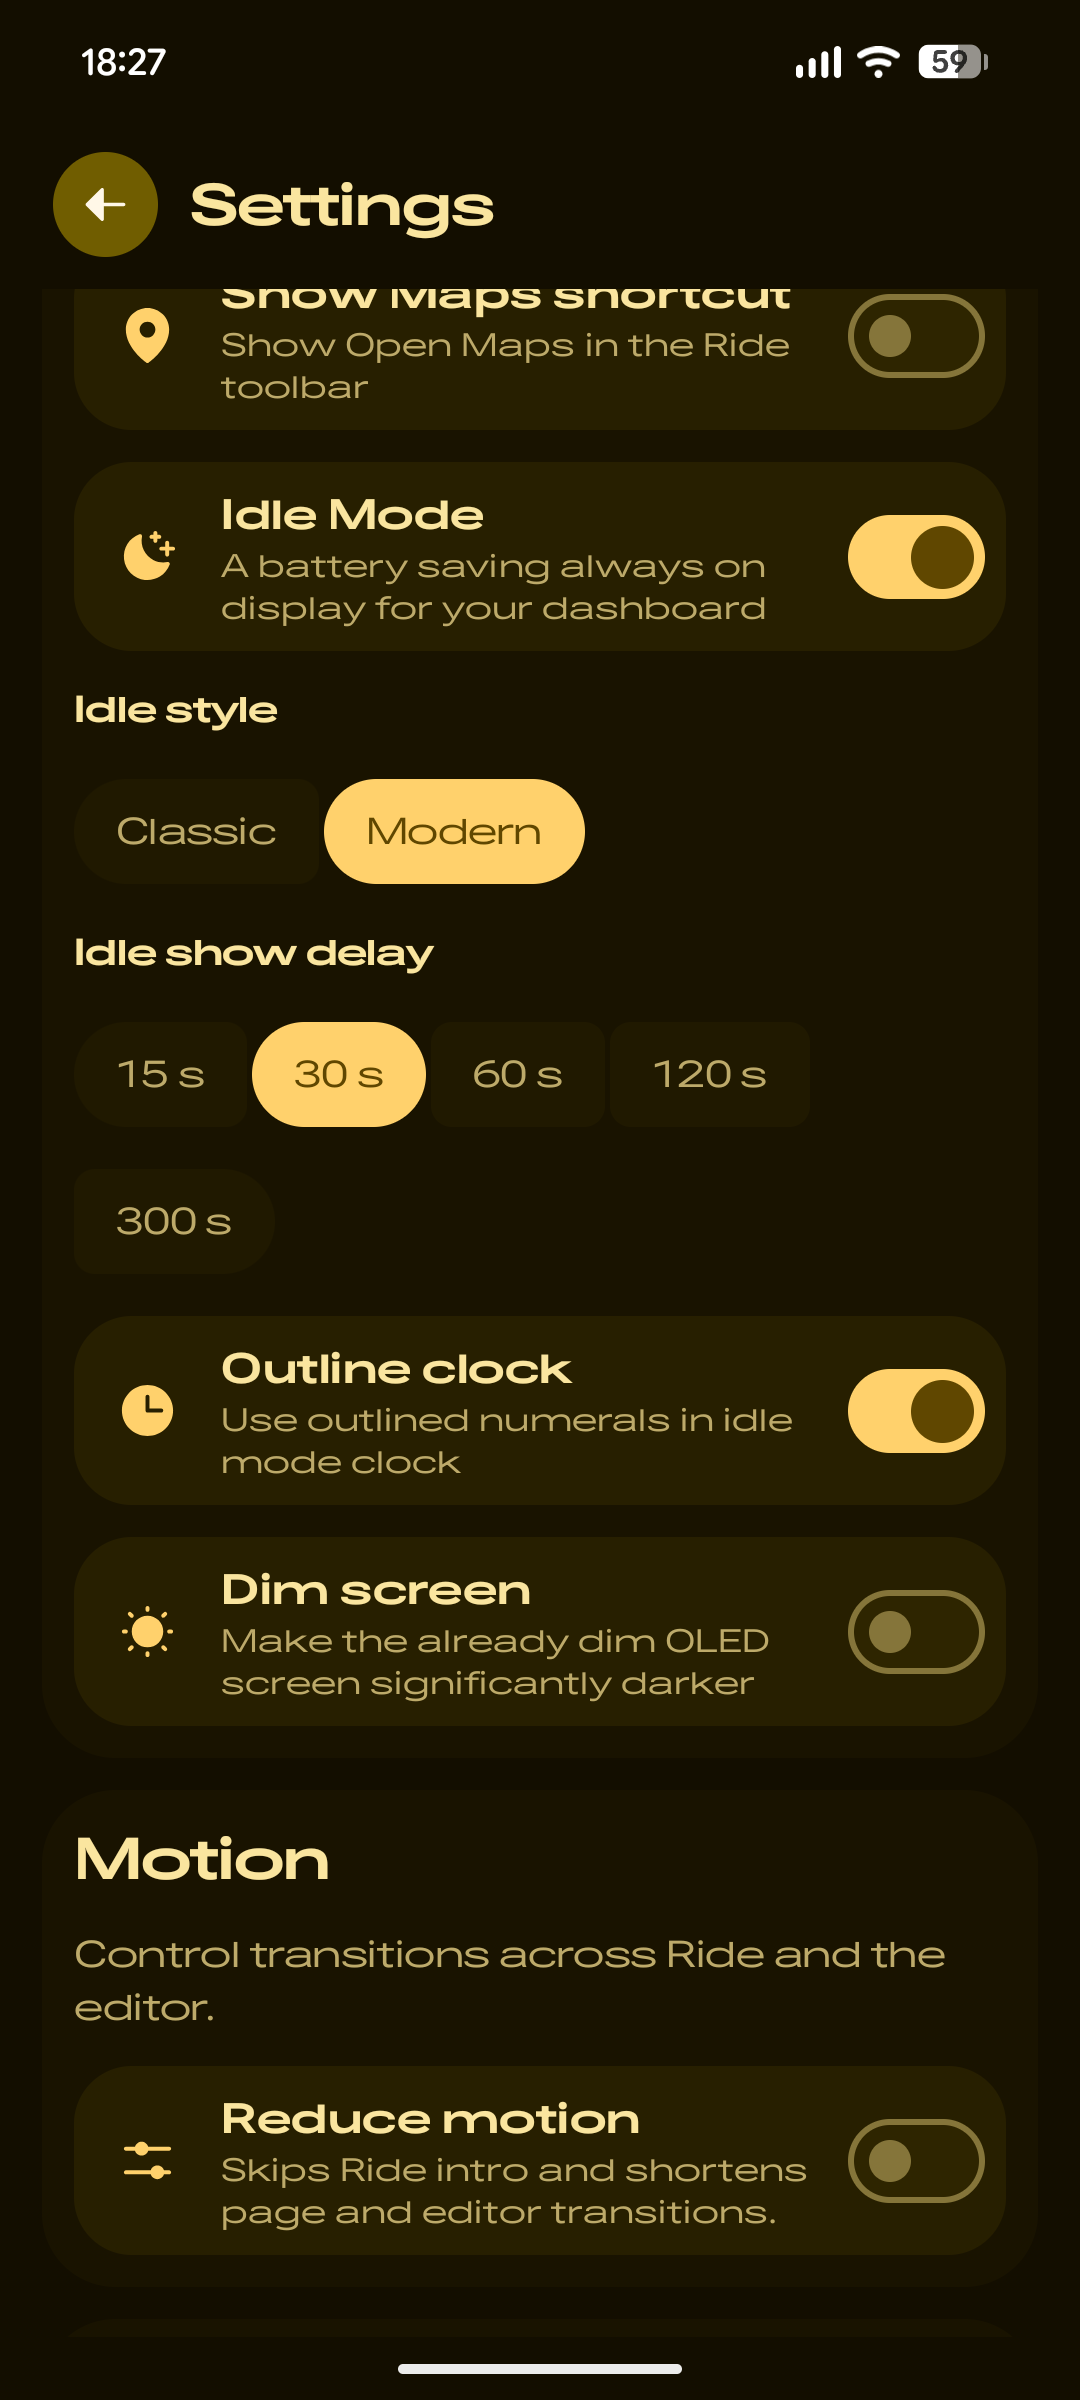 18:27
59
Settings
Show Maps shortcut
Show Open Maps in the Ride
toolbar
Idle Mode
A battery saving always on
display for your dashboard
Idle style
Classic
Modern
Idle show delay
15 s
30 s
60 s
120 s
300 s
Outline clock
Use outlined numerals in idle
mode clock
Dim screen
Make the already dim OLED
screen significantly darker
Motion
Control transitions across Ride and the
editor.
Reduce motion
Skips Ride intro and shortens
page and editor transitions.